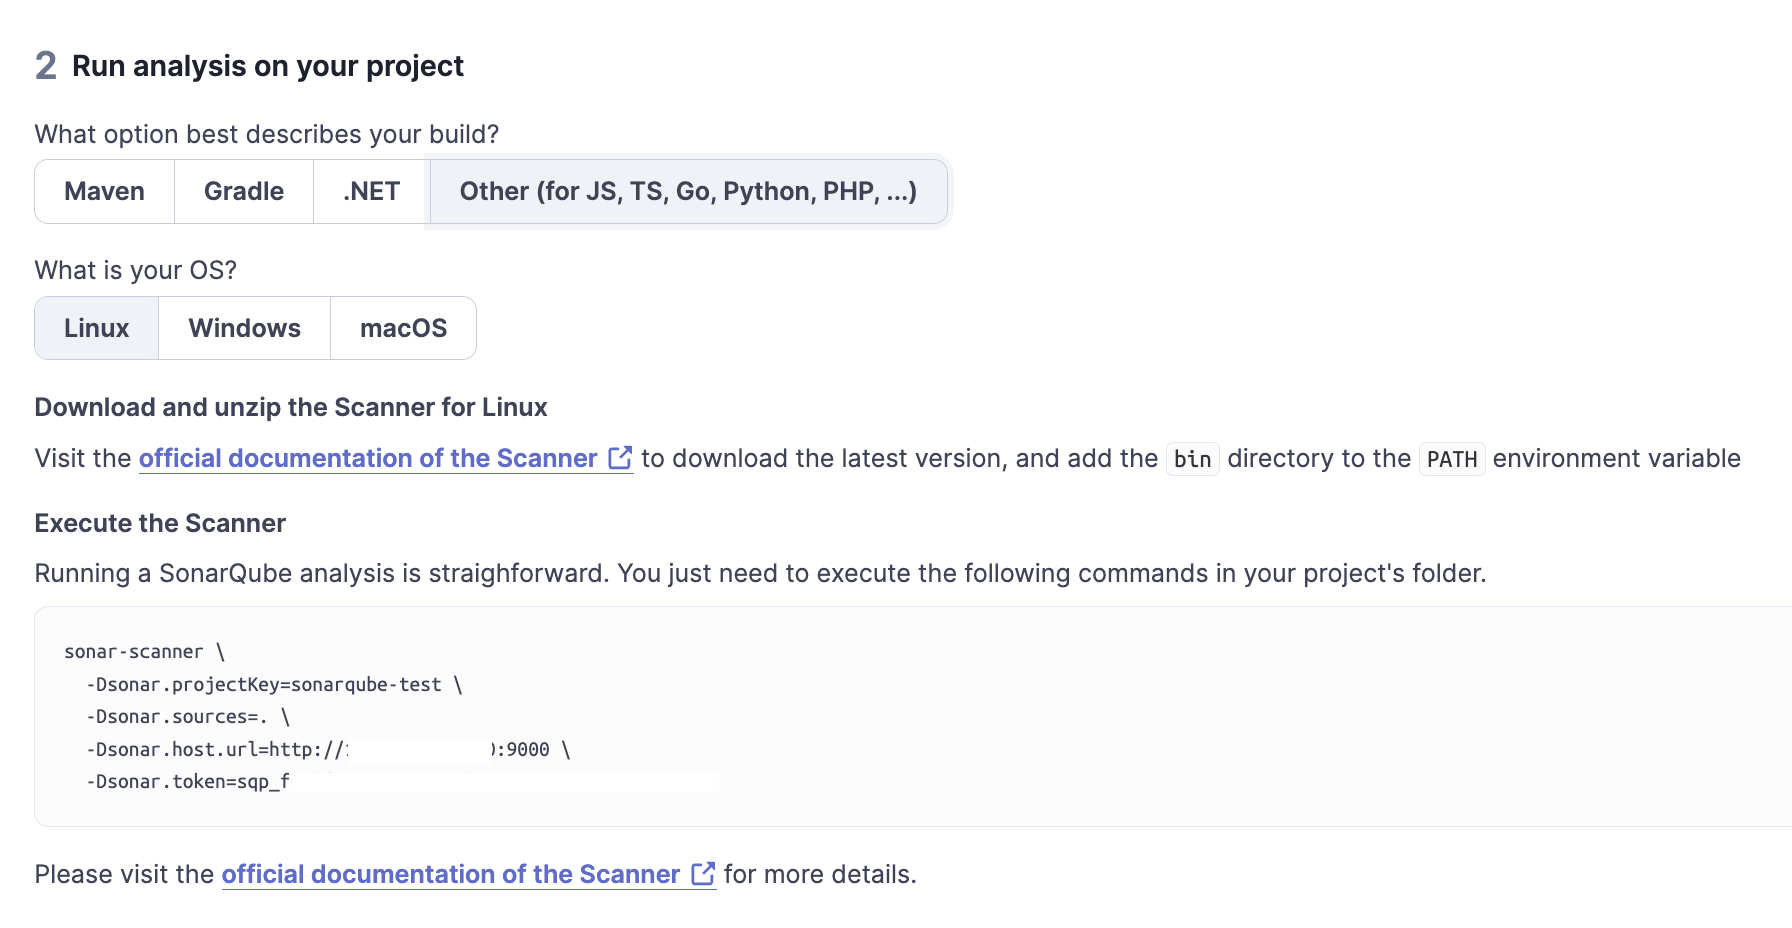 2 Run analysis on your project
What option best describes your build?
Maven Gradle .NET Other (for JS, TS, Go, Python, PHP, ...)
What is your OS?
Linux Windows macOS
Download and unzip the Scanner for Linux
Visit the official documentation of the Scanner to download the latest version, and add the bin directory to the PATH environment variable
Execute the Scanner
Running a SonarQube analysis is straighforward. You just need to execute the following commands in your project's folder.
sonar-scanner \
-Dsonar.projectKey=sonarqube-test \
-Dsonar.sources=. \
-Dsonar.host.url=http:// :9000 \
-Dsonar.token=sqp_f
Please visit the official documentation of the Scanner for more details.